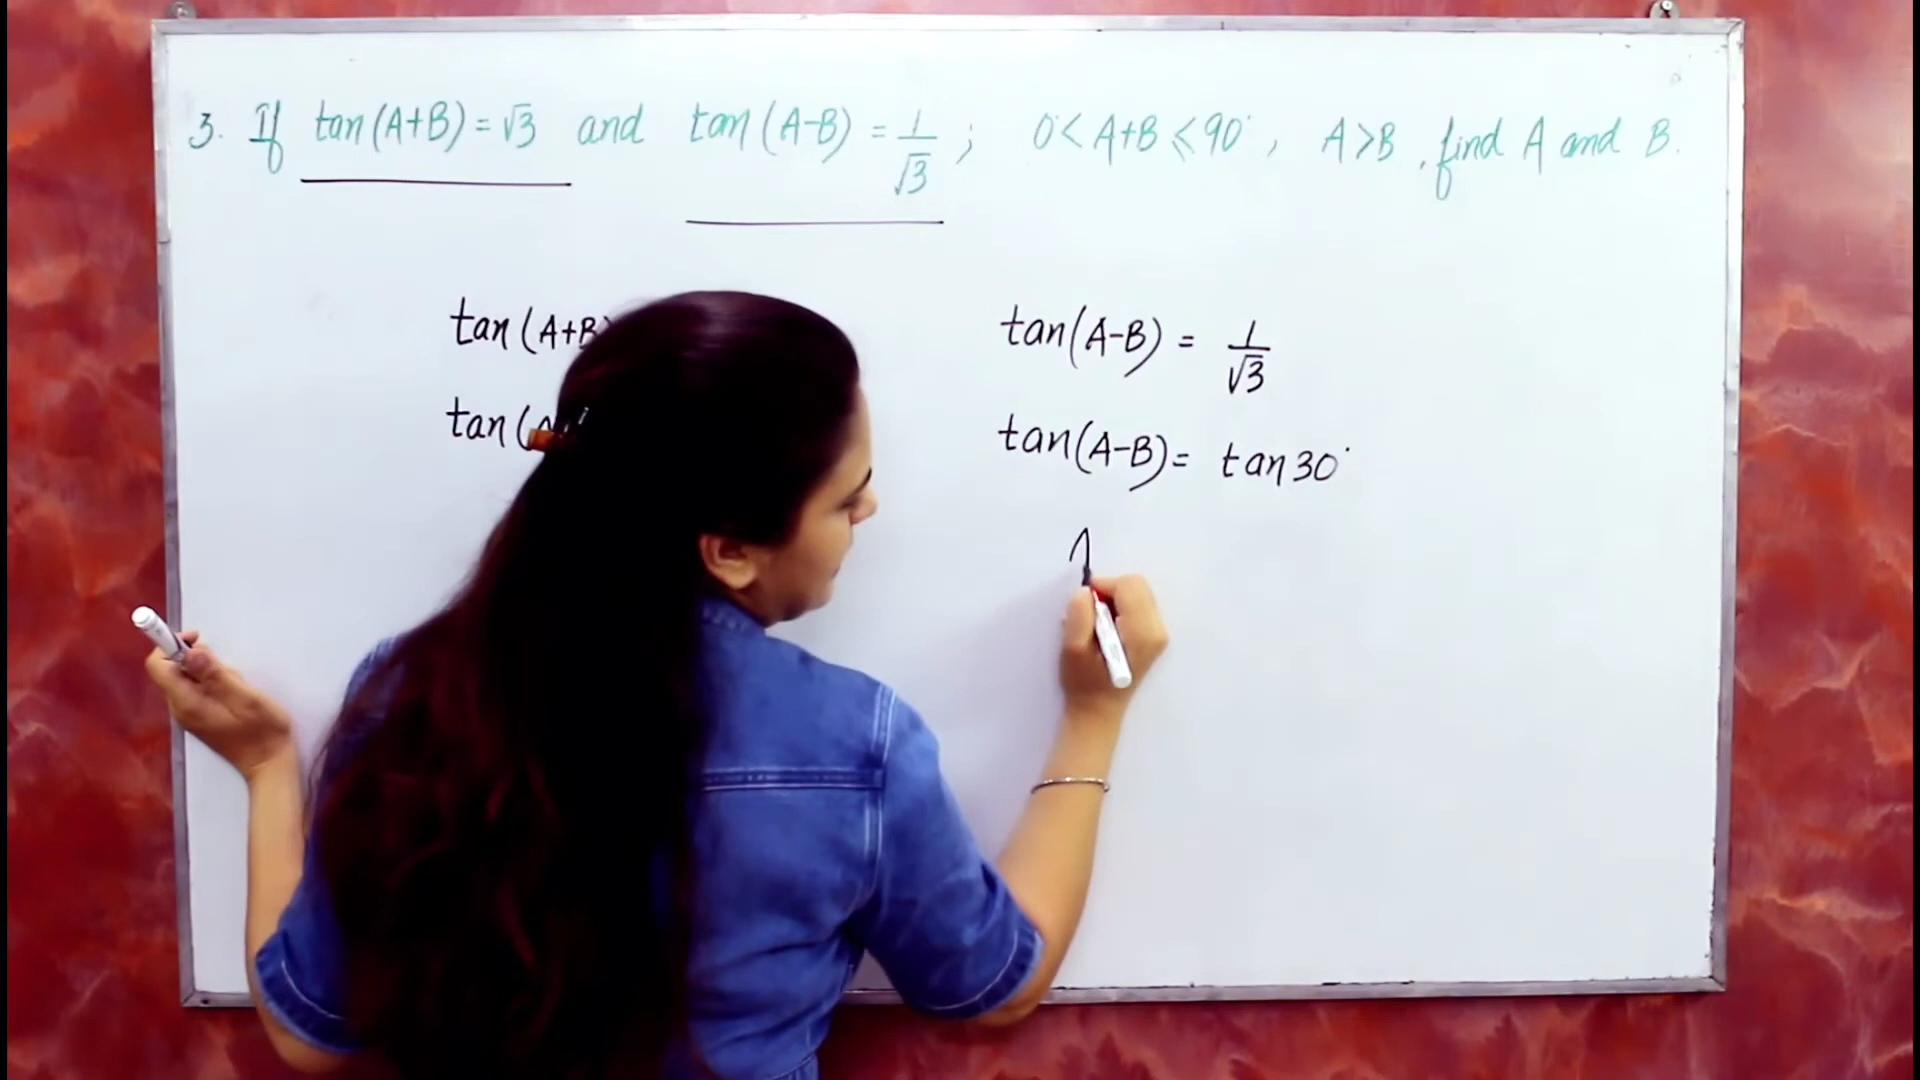 3. If tan(A+B) = √3 and tan (A-B) = 1/√3 ; 0°< A+B ⩽ 90°, A>B, find A and B.
tan (A+B
tan(A-B) = 1/√3
tan (
tan(A-B) = tan 30°
A